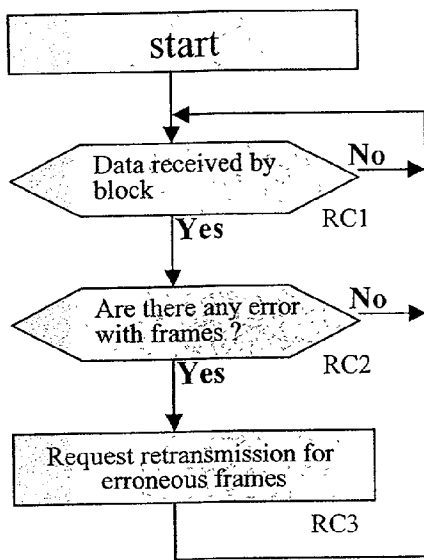 start
Data received by
block
No
RC1
Yes
Are there any error
with frames ?
No
RC2
Yes
Request retransmission for
erroneous frames
RC3